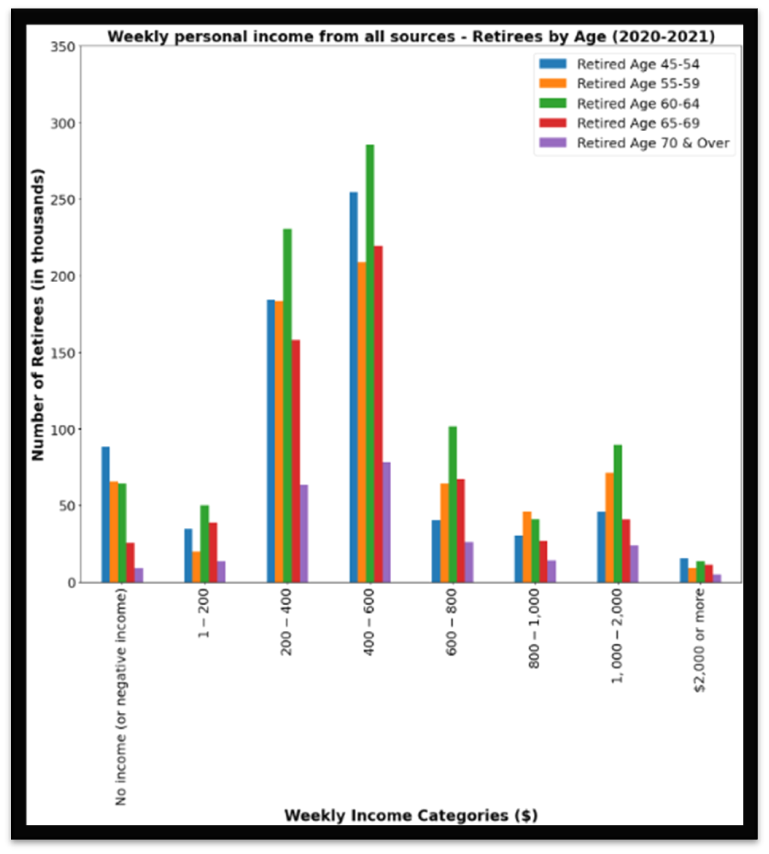 Weekly personal income from all sources - Retirees by Age (2020-2021)
350
300
250
200
150
100
50
0
Number of Retirees (in thousands)
Retired Age 45-54
Retired Age 55-59
Retired Age 60-64
Retired Age 65-69
Retired Age 70 & Over
No income (or negative income)
1 − 200
200 − 400
400 − 600
600 − 800
800 − 1,000
1, 000 − 2,000
$2,000 or more
Weekly Income Categories ($)